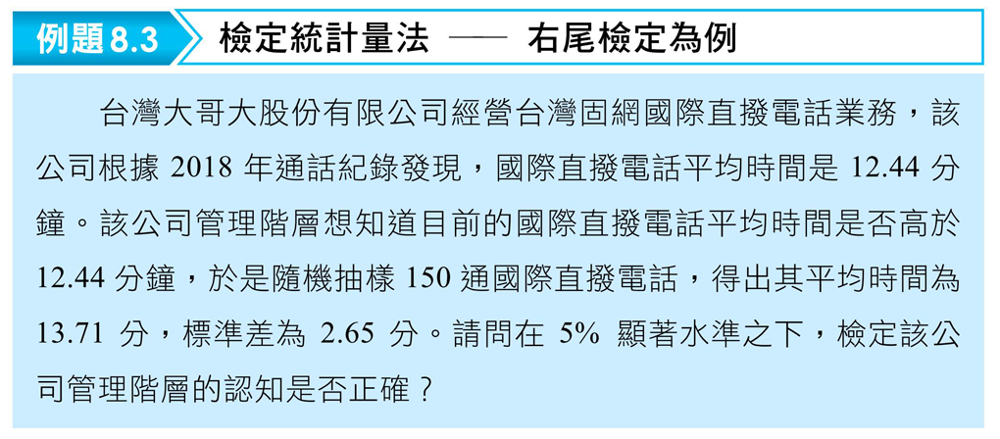 例題8.3 檢定統計量法 —— 右尾檢定為例
台灣大哥大股份有限公司經營台灣固網國際直撥電話業務，該
公司根據 2018 年通話紀錄發現，國際直撥電話平均時間是 12.44 分
鐘。該公司管理階層想知道目前的國際直撥電話平均時間是否高於
12.44 分鐘，於是隨機抽樣 150 通國際直撥電話，得出其平均時間為
13.71 分，標準差為 2.65 分。請問在 5% 顯著水準之下，檢定該公
司管理階層的認知是否正確？